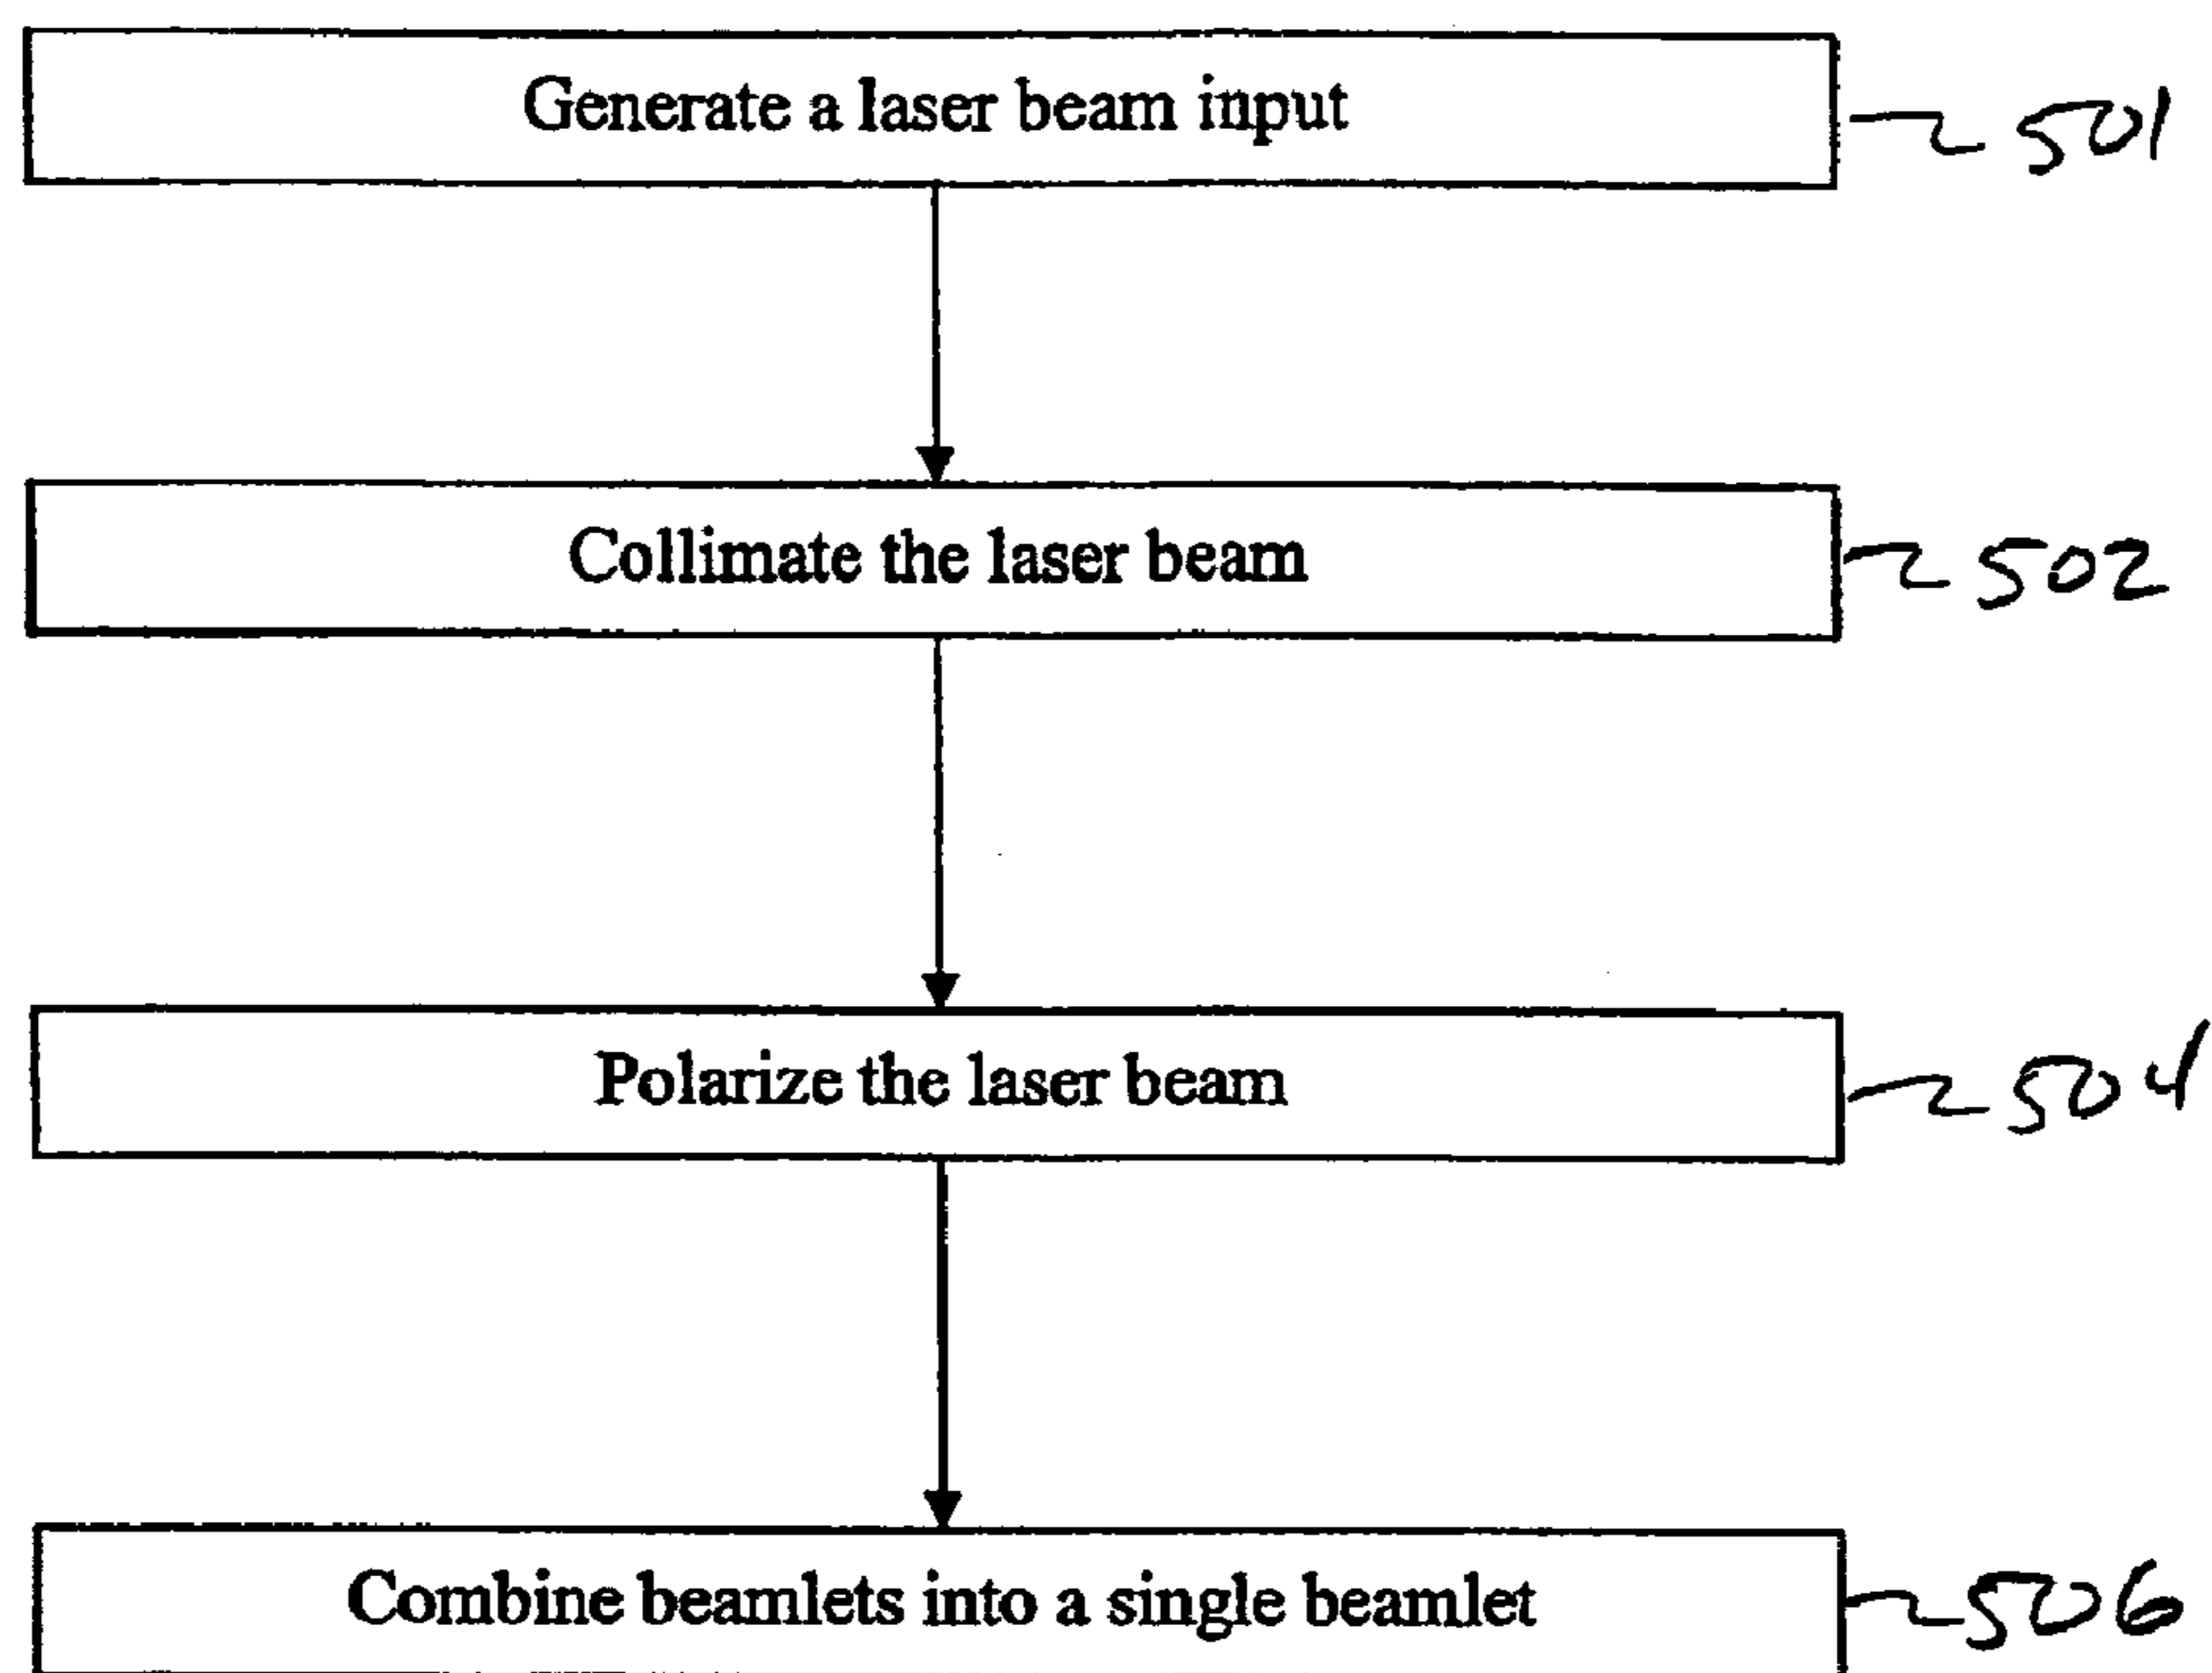 Generate a laser beam input
501
Collimate the laser beam
502
Polarize the laser beam
504
Combine beamlets into a single beamlet
506